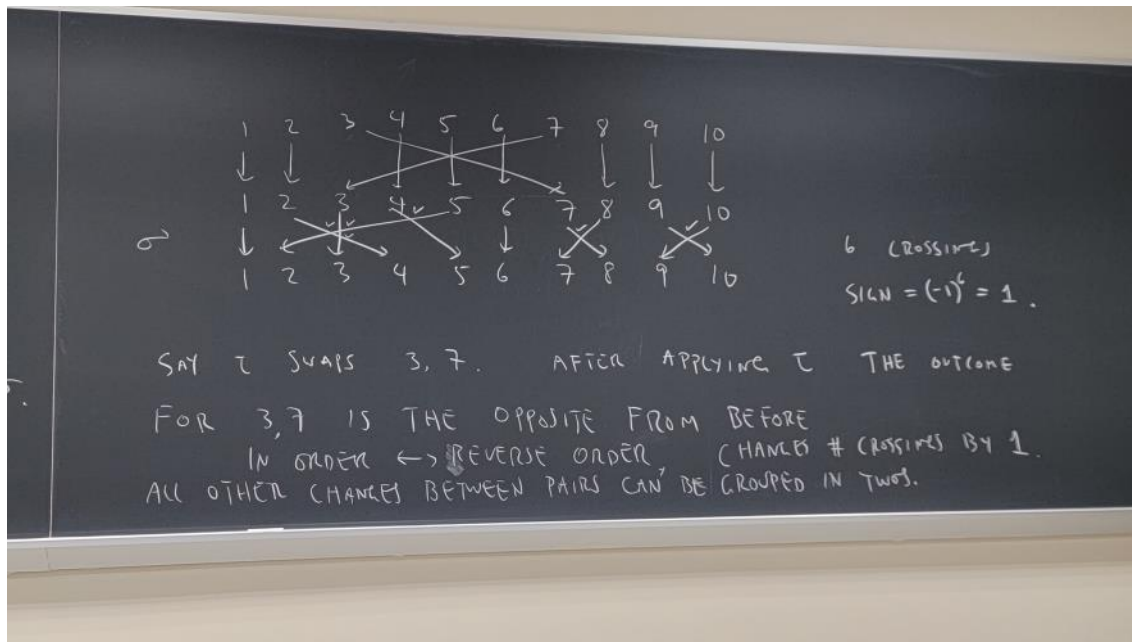 1 2 3 4 5 6 7 8 9 10
1 2 3 4 5 6 7 8 9 10
σ
1 2 3 4 5 6 7 8 9 10
6 CROSSINGS
SIGN = (-1)^6 = 1.
SAY τ SWAPS 3, 7. AFTER APPLYING τ THE OUTCOME
FOR 3,7 IS THE OPPOSITE FROM BEFORE
IN ORDER ↔ REVERSE ORDER, CHANGES # CROSSINGS BY 1.
ALL OTHER CHANGES BETWEEN PAIRS CAN BE GROUPED IN TWOS.